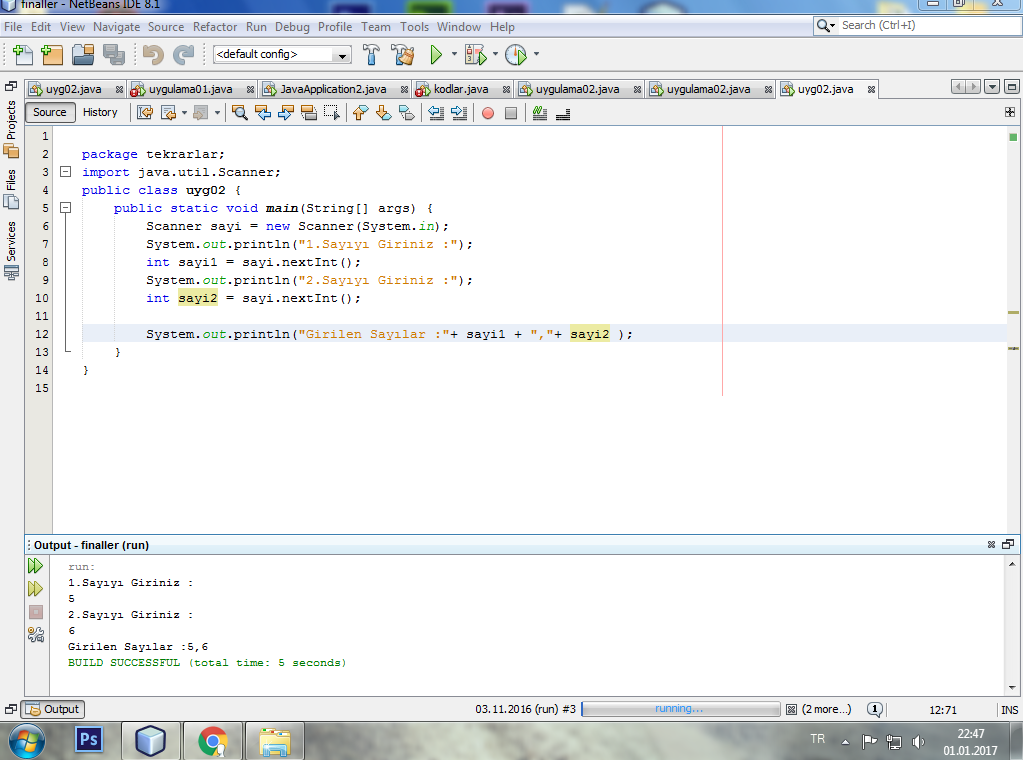 finaller - NetBeans IDE 8.1
File Edit View Navigate Source Refactor Run Debug Profile Team Tools Window Help
Search (Ctrl+I)
<default config>
uyg02.java uygulama01.java JavaApplication2.java kodlar.java uygulama02.java uygulama02.java uyg02.java
Source History
Projects
Files
Services
1
2 package tekrarlar;
3 import java.util.Scanner;
4 public class uyg02 {
5 public static void main(String[] args) {
6 Scanner sayi = new Scanner(System.in);
7 System.out.println("1.Sayıyı Giriniz :");
8 int sayi1 = sayi.nextInt();
9 System.out.println("2.Sayıyı Giriniz :");
10 int sayi2 = sayi.nextInt();
11
12 System.out.println("Girilen Sayılar :"+ sayi1 + ","+ sayi2 );
13 }
14 }
15
Output - finaller (run)
run:
1.Sayıyı Giriniz :
5
2.Sayıyı Giriniz :
6
Girilen Sayılar :5,6
BUILD SUCCESSFUL (total time: 5 seconds)
Output
03.11.2016 (run) #3 running... (2 more...) 1 12:71 INS
Ps
TR
22:47
01.01.2017